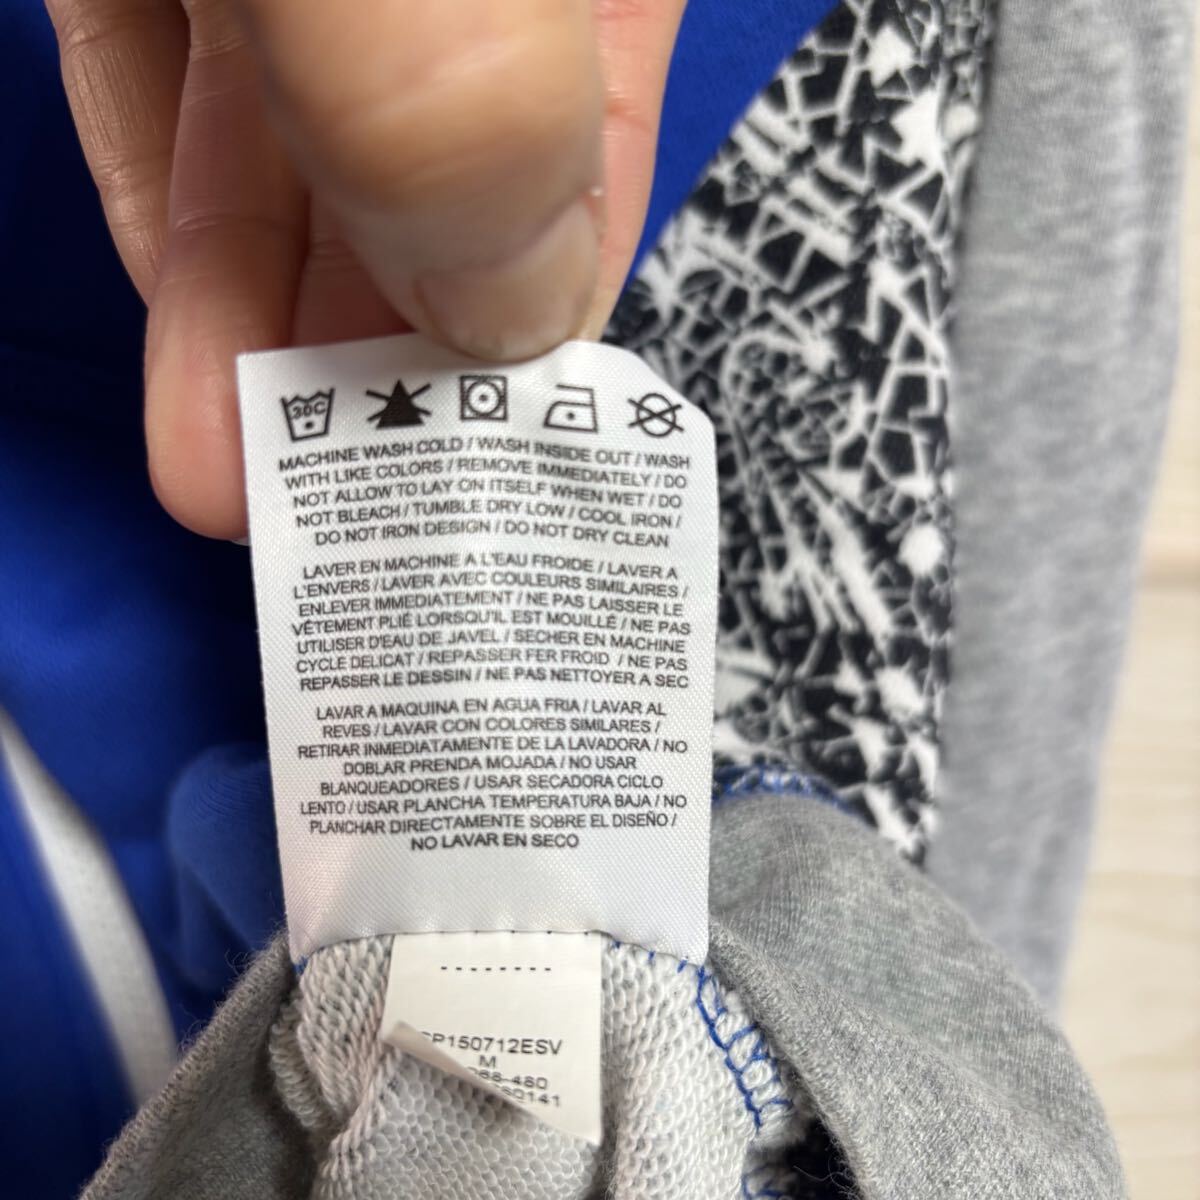 30C
MACHINE WASH COLD / WASH INSIDE OUT / WASH
WITH LIKE COLORS / REMOVE IMMEDIATELY / DO
NOT ALLOW TO LAY ON ITSELF WHEN WET / DO
NOT BLEACH / TUMBLE DRY LOW / COOL IRON /
DO NOT IRON DESIGN / DO NOT DRY CLEAN
LAVER EN MACHINE A L'EAU FROIDE / LAVER A
L'ENVERS / LAVER AVEC COULEURS SIMILAIRES /
ENLEVER IMMEDIATEMENT / NE PAS LAISSER LE
VÊTEMENT PLIÉ LORSQU'IL EST MOUILLÉ / NE PAS
UTILISER D'EAU DE JAVEL / SECHER EN MACHINE
CYCLE DELICAT / REPASSER FER FROID / NE PAS
REPASSER LE DESSIN / NE PAS NETTOYER A SEC
LAVAR A MAQUINA EN AGUA FRIA / LAVAR AL
REVES / LAVAR CON COLORES SIMILARES /
RETIRAR INMEDIATAMENTE DE LA LAVADORA / NO
DOBLAR PRENDA MOJADA / NO USAR
BLANQUEADORES / USAR SECADORA CICLO
LENTO / USAR PLANCHA TEMPERATURA BAJA / NO
PLANCHAR DIRECTAMENTE SOBRE EL DISEÑO /
NO LAVAR EN SECO
P150712ESV
M
-480
0141